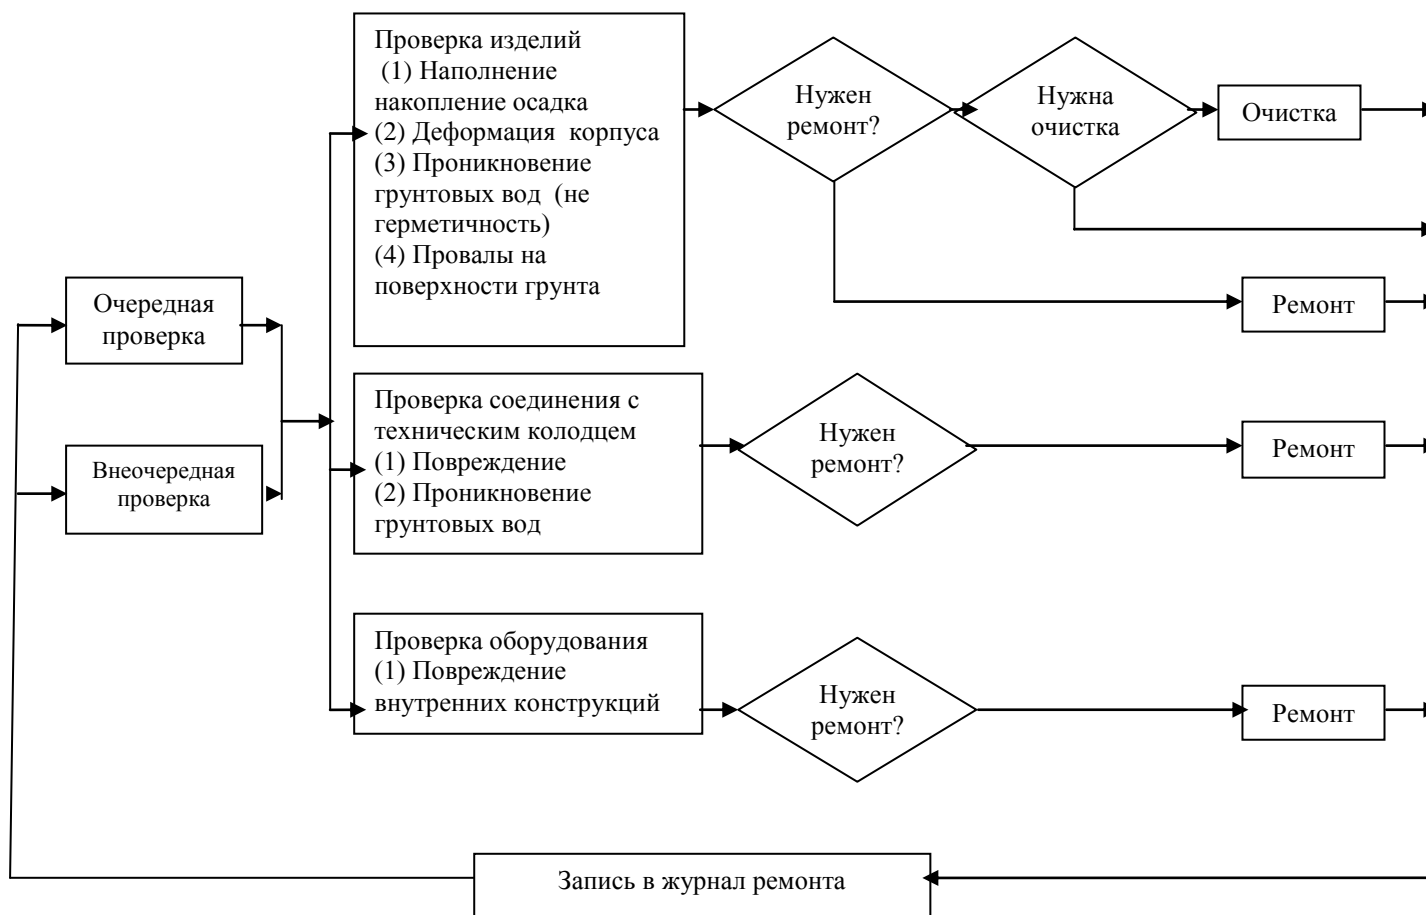 Проверка изделий
(1) Наполнение
накопление осадка
(2) Деформация корпуса
(3) Проникновение
грунтовых вод (не
герметичность)
(4) Провалы на
поверхности грунта
Нужен
ремонт?
Нужна
очистка
Очистка
Ремонт
Очередная
проверка
Внеочередная
проверка
Проверка соединения с
техническим колодцем
(1) Повреждение
(2) Проникновение
грунтовых вод
Нужен
ремонт?
Ремонт
Проверка оборудования
(1) Повреждение
внутренних конструкций
Нужен
ремонт?
Ремонт
Запись в журнал ремонта